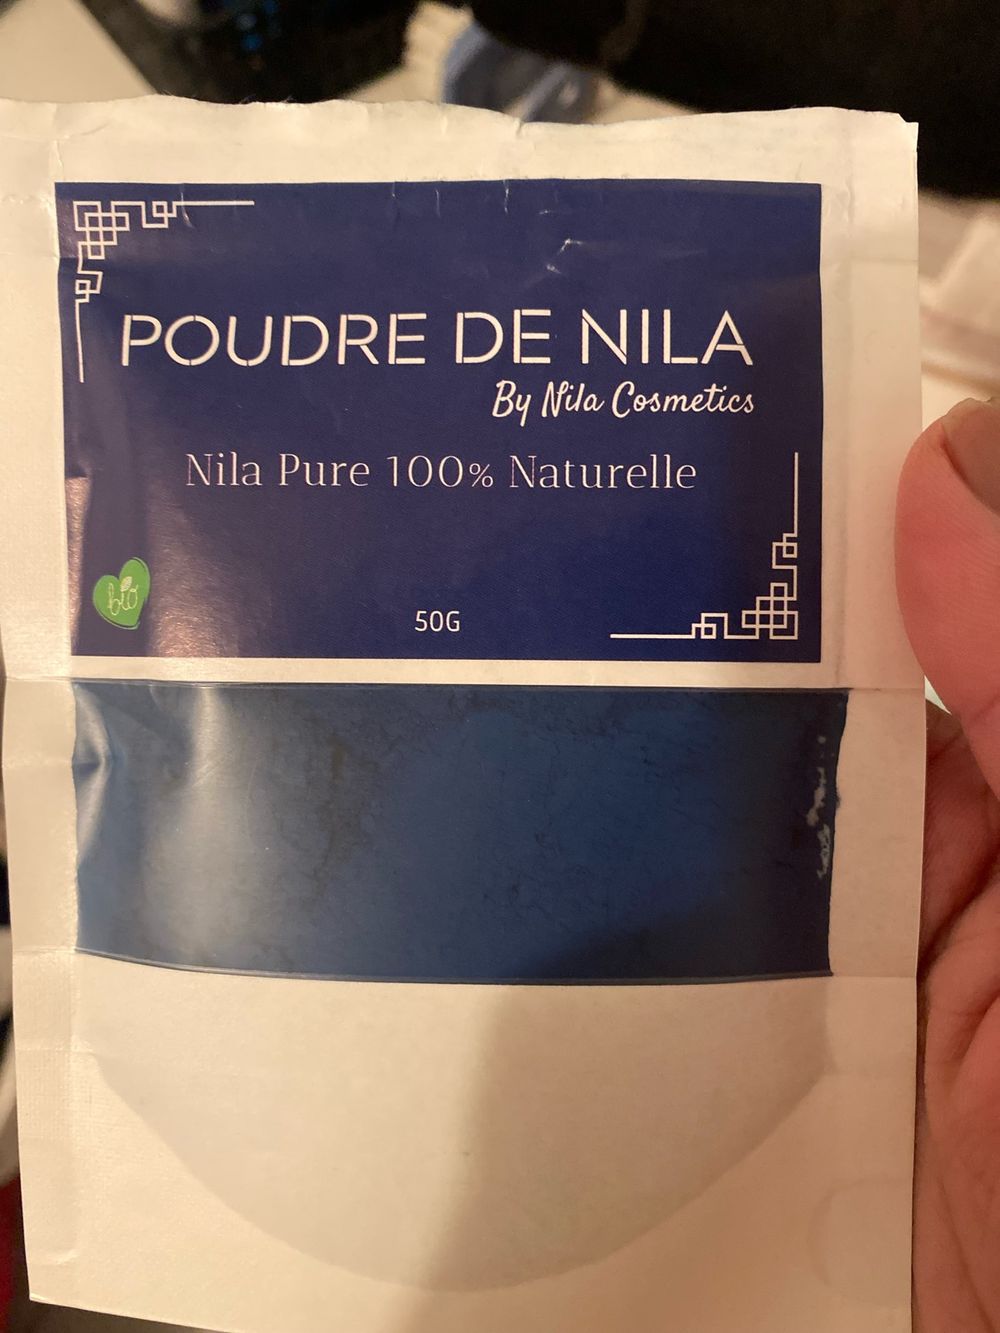 POUDRE DE NILA
By Nila Cosmetics
Nila Pure 100% Naturelle
bio
50G